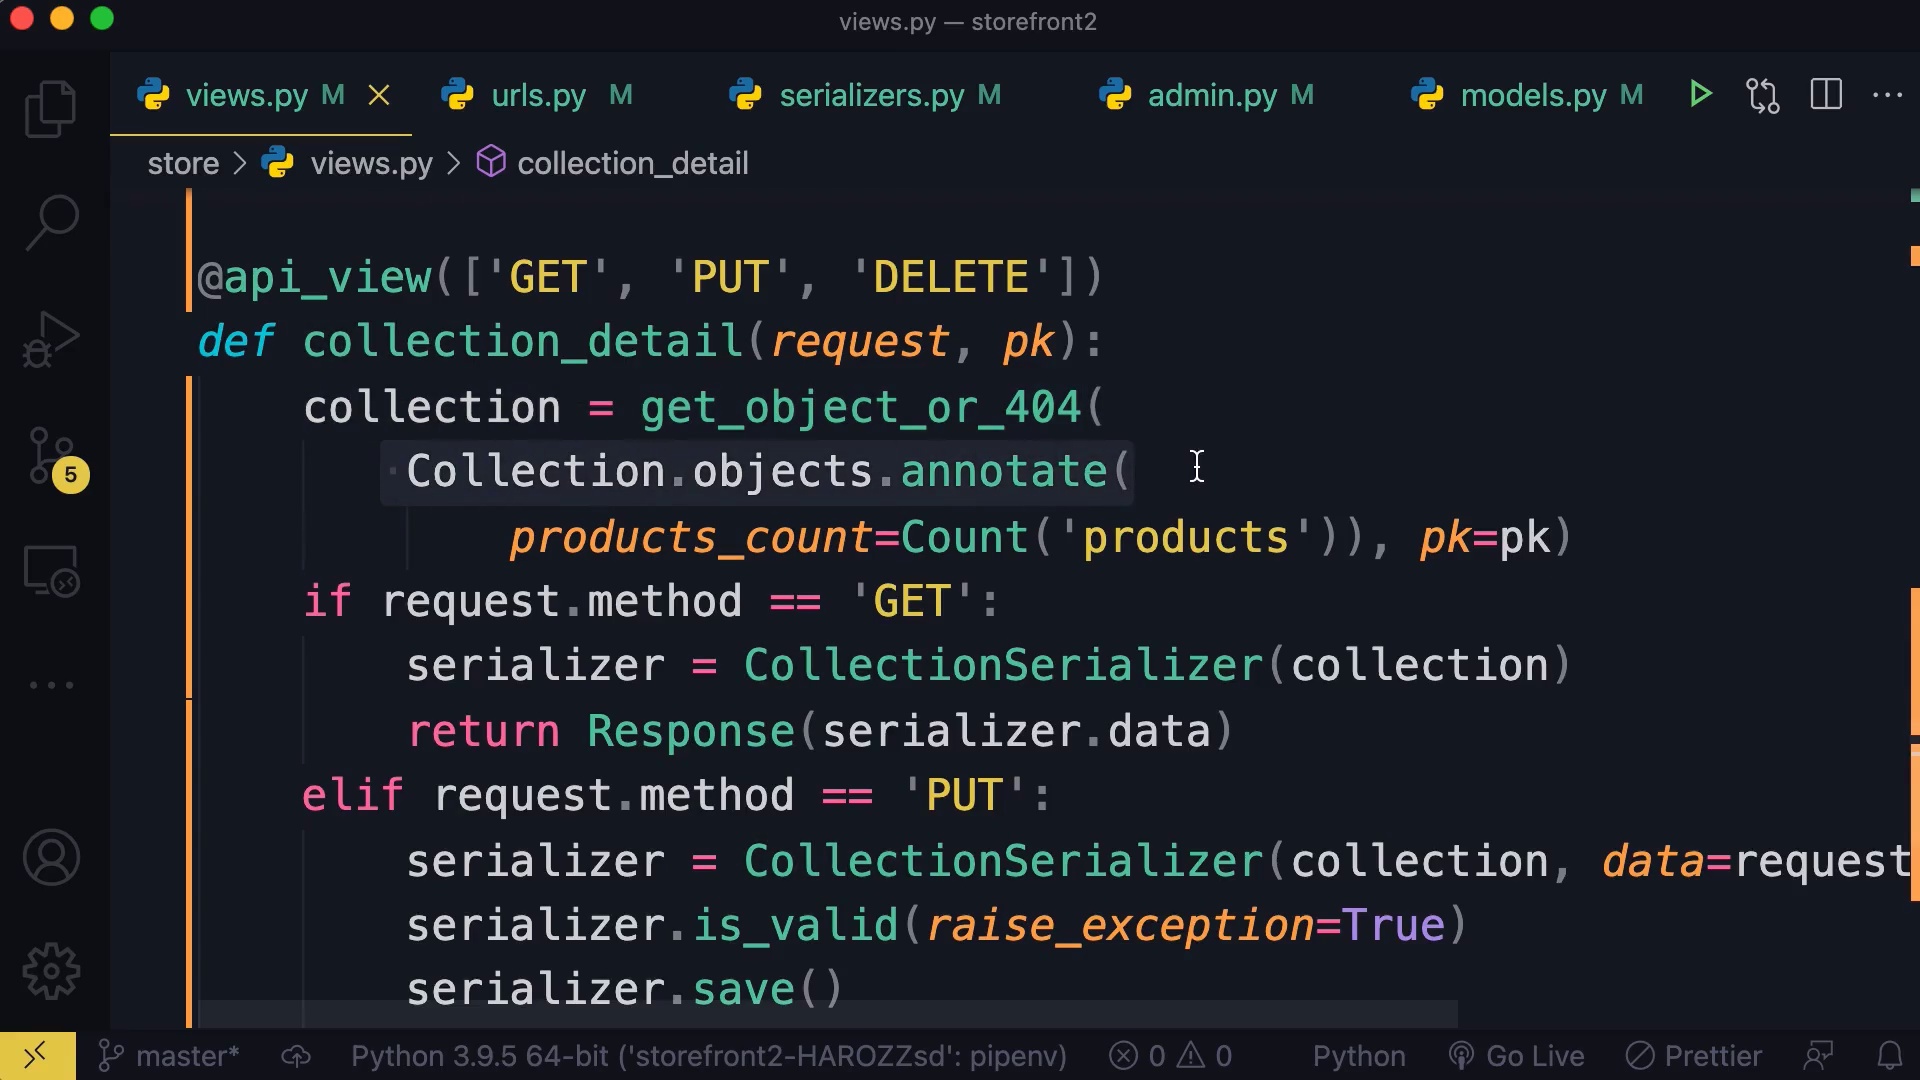 views.py — storefront2
views.py M urls.py M serializers.py M admin.py M models.py M
store > views.py > collection_detail
@api_view(['GET', 'PUT', 'DELETE'])
def collection_detail(request, pk):
    collection = get_object_or_404(
        Collection.objects.annotate(
            products_count=Count('products')), pk=pk)
    if request.method == 'GET':
        serializer = CollectionSerializer(collection)
        return Response(serializer.data)
    elif request.method == 'PUT':
        serializer = CollectionSerializer(collection, data=request
        serializer.is_valid(raise_exception=True)
        serializer.save()
5
master* Python 3.9.5 64-bit ('storefront2-HAROZZsd': pipenv) 0 0 Python Go Live Prettier